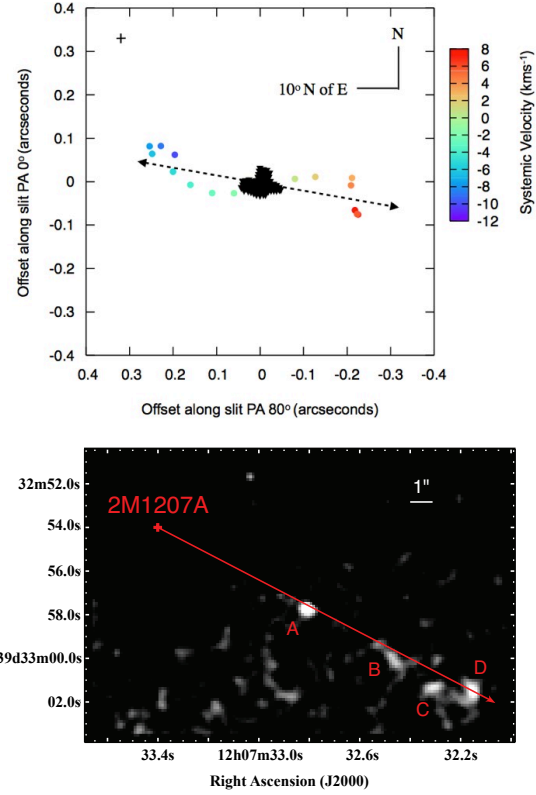 0.4
0.3
0.2
0.1
0
-0.1
-0.2
-0.3
-0.4
Offset along slit PA 0º (arcseconds)
+
N
10º N of E
0.4 0.3 0.2 0.1 0 -0.1 -0.2 -0.3 -0.4
Offset along slit PA 80º (arcseconds)
8
6
4
2
0
-2
-4
-6
-8
-10
-12
Systemic Velocity (kms⁻¹)
32m52.0s
54.0s
56.0s
58.0s
39d33m00.0s
02.0s
2M1207A
1"
A
B
C
D
33.4s 12h07m33.0s 32.6s 32.2s
Right Ascension (J2000)